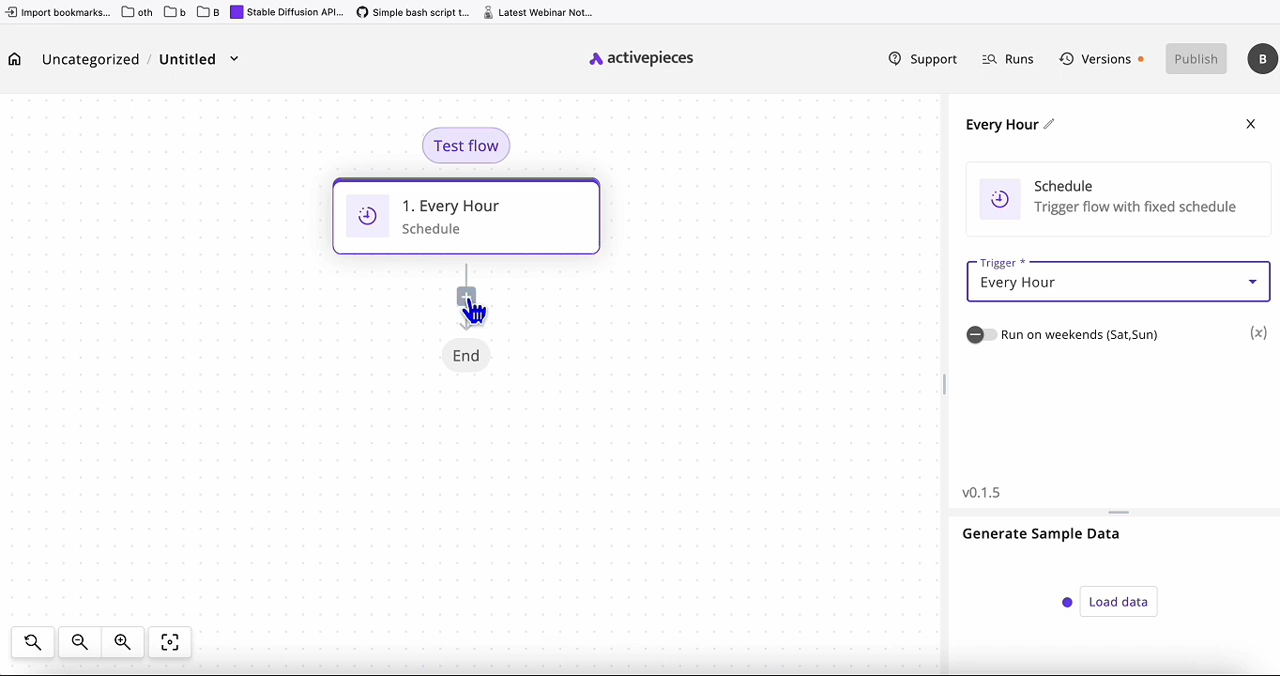 Import bookmarks... oth b B Stable Diffusion API... Simple bash script t... Latest Webinar Not...
Uncategorized / Untitled activepieces Support Runs Versions Publish B
Test flow
1. Every Hour
Schedule
End
Every Hour
Schedule
Trigger flow with fixed schedule
Trigger *
Every Hour
Run on weekends (Sat,Sun) (x)
v0.1.5
Generate Sample Data
Load data